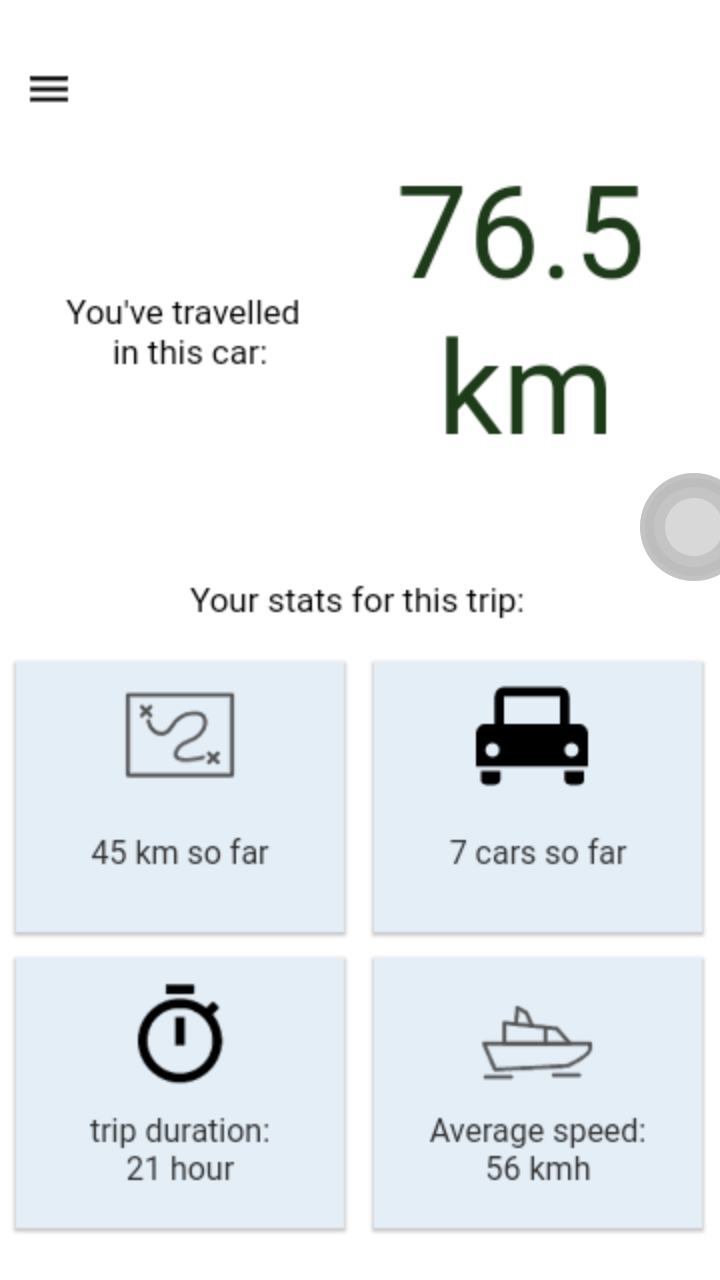 You've travelled
in this car:
76.5
km
Your stats for this trip:
45 km so far
7 cars so far
trip duration:
21 hour
Average speed:
56 kmh